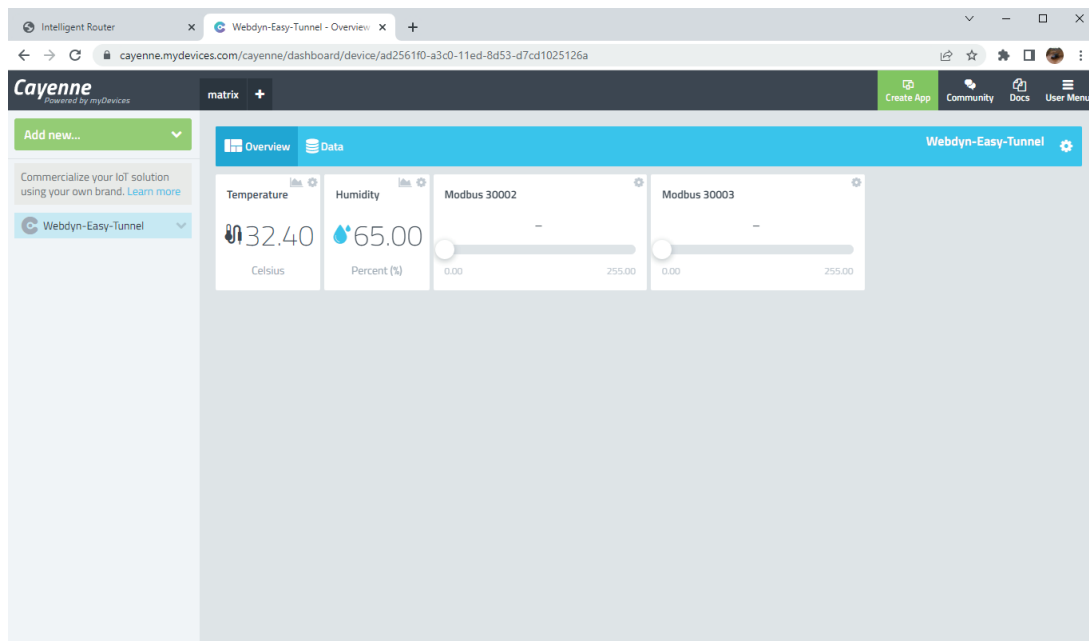 Intelligent Router
Webdyn-Easy-Tunnel - Overview
cayenne.mydevices.com/cayenne/dashboard/device/ad2561f0-a3c0-11ed-8d53-d7cd1025126a
Cayenne
Powered by myDevices
matrix +
Create App
Community
Docs
User Menu
Add new...
Commercialize your IoT solution
using your own brand. Learn more
Webdyn-Easy-Tunnel
Overview
Data
Webdyn-Easy-Tunnel
Temperature
32.40
Celsius
Humidity
65.00
Percent (%)
Modbus 30002
–
0.00 255.00
Modbus 30003
–
0.00 255.00